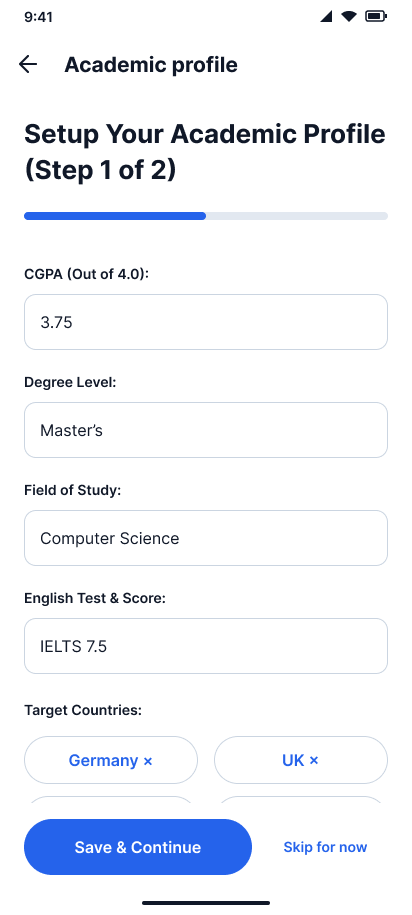 9:41
Academic profile
Setup Your Academic Profile
(Step 1 of 2)
CGPA (Out of 4.0):
3.75
Degree Level:
Master’s
Field of Study:
Computer Science
English Test & Score:
IELTS 7.5
Target Countries:
Germany × UK ×
Save & Continue Skip for now